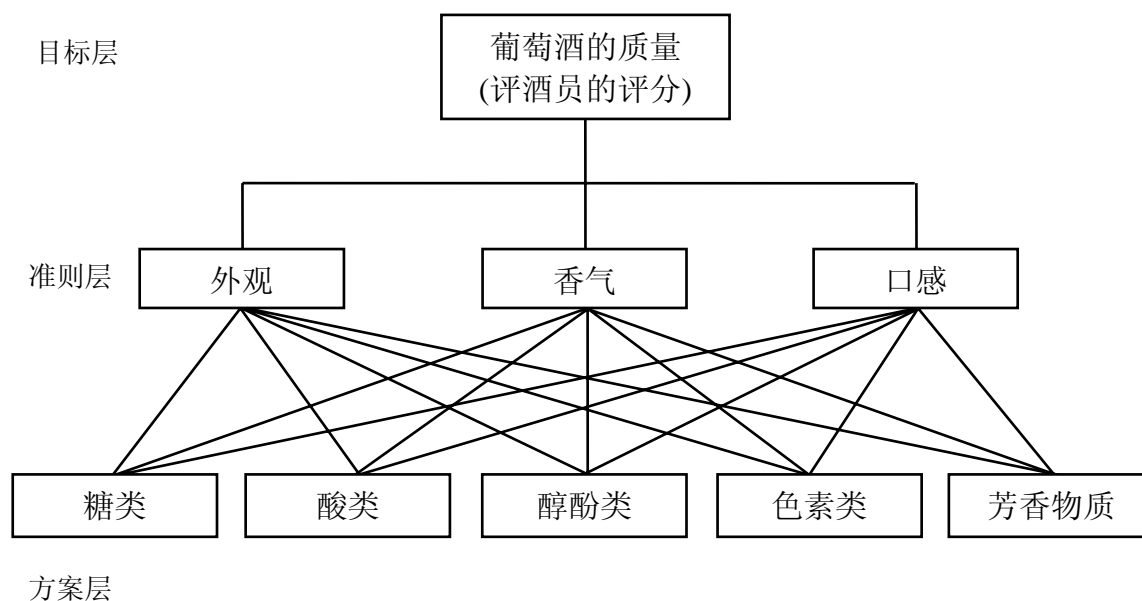 目标层
葡萄酒的质量
(评酒员的评分)
准则层
外观
香气
口感
糖类
酸类
醇酚类
色素类
芳香物质
方案层